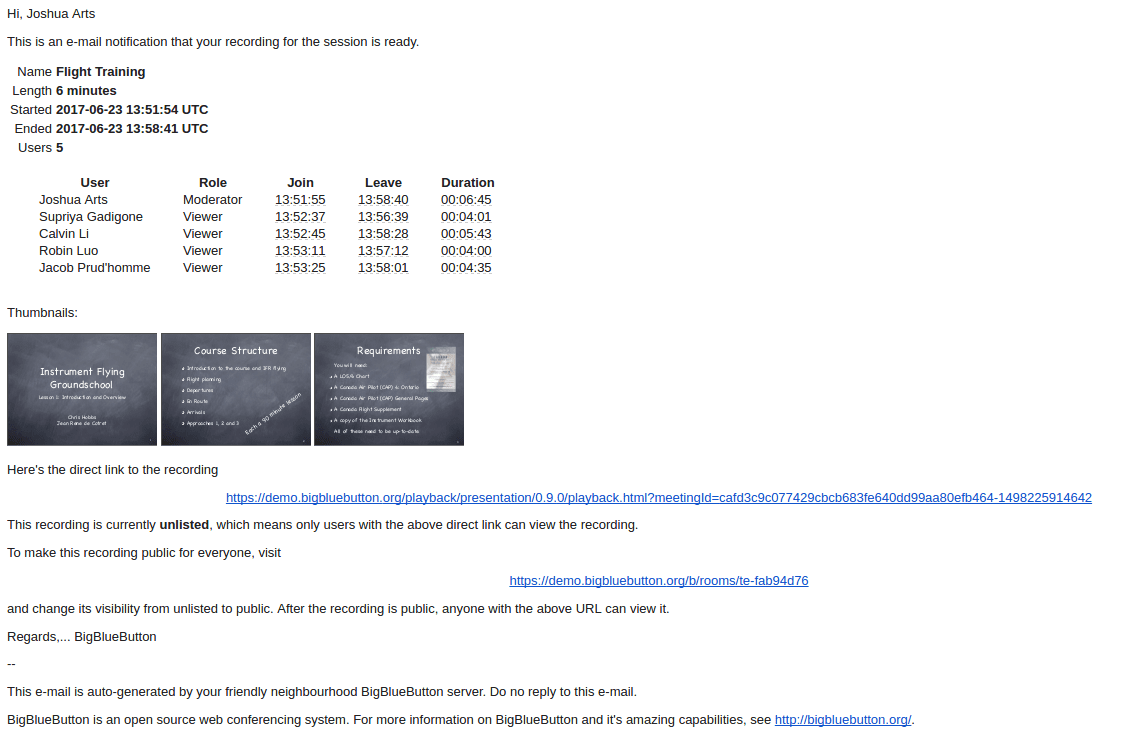 Hi, Joshua Arts
This is an e-mail notification that your recording for the session is ready.
Name Flight Training
Length 6 minutes
Started 2017-06-23 13:51:54 UTC
Ended 2017-06-23 13:58:41 UTC
Users 5
User Role Join Leave Duration
Joshua Arts Moderator 13:51:55 13:58:40 00:06:45
Supriya Gadigone Viewer 13:52:37 13:56:39 00:04:01
Calvin Li Viewer 13:52:45 13:58:28 00:05:43
Robin Luo Viewer 13:53:11 13:57:12 00:04:00
Jacob Prud'homme Viewer 13:53:25 13:58:01 00:04:35
Thumbnails:
Instrument Flying
Groundschool
Lesson 1: Introduction and Overview
Chris Hobbs
Jean Rene de Cotret
Course Structure
Introduction to the course and IFR flying
Flight planning
Departures
En Route
Arrivals
Approaches 1, 2 and 3
Each a 90 minute lesson
Requirements
You will need:
A LO5/6 Chart
A Canada Air Pilot (CAP) 4: Ontario
A Canada Air Pilot (CAP) General Pages
A Canada Flight Supplement
A copy of the Instrument Workbook
All of these need to be up-to-date
Here's the direct link to the recording
https://demo.bigbluebutton.org/playback/presentation/0.9.0/playback.html?meetingId=cafd3c9c077429cbcb683fe640dd99aa80efb464-1498225914642
This recording is currently unlisted, which means only users with the above direct link can view the recording.
To make this recording public for everyone, visit
https://demo.bigbluebutton.org/b/rooms/te-fab94d76
and change its visibility from unlisted to public. After the recording is public, anyone with the above URL can view it.
Regards,... BigBlueButton
--
This e-mail is auto-generated by your friendly neighbourhood BigBlueButton server. Do no reply to this e-mail.
BigBlueButton is an open source web conferencing system. For more information on BigBlueButton and it's amazing capabilities, see http://bigbluebutton.org/.